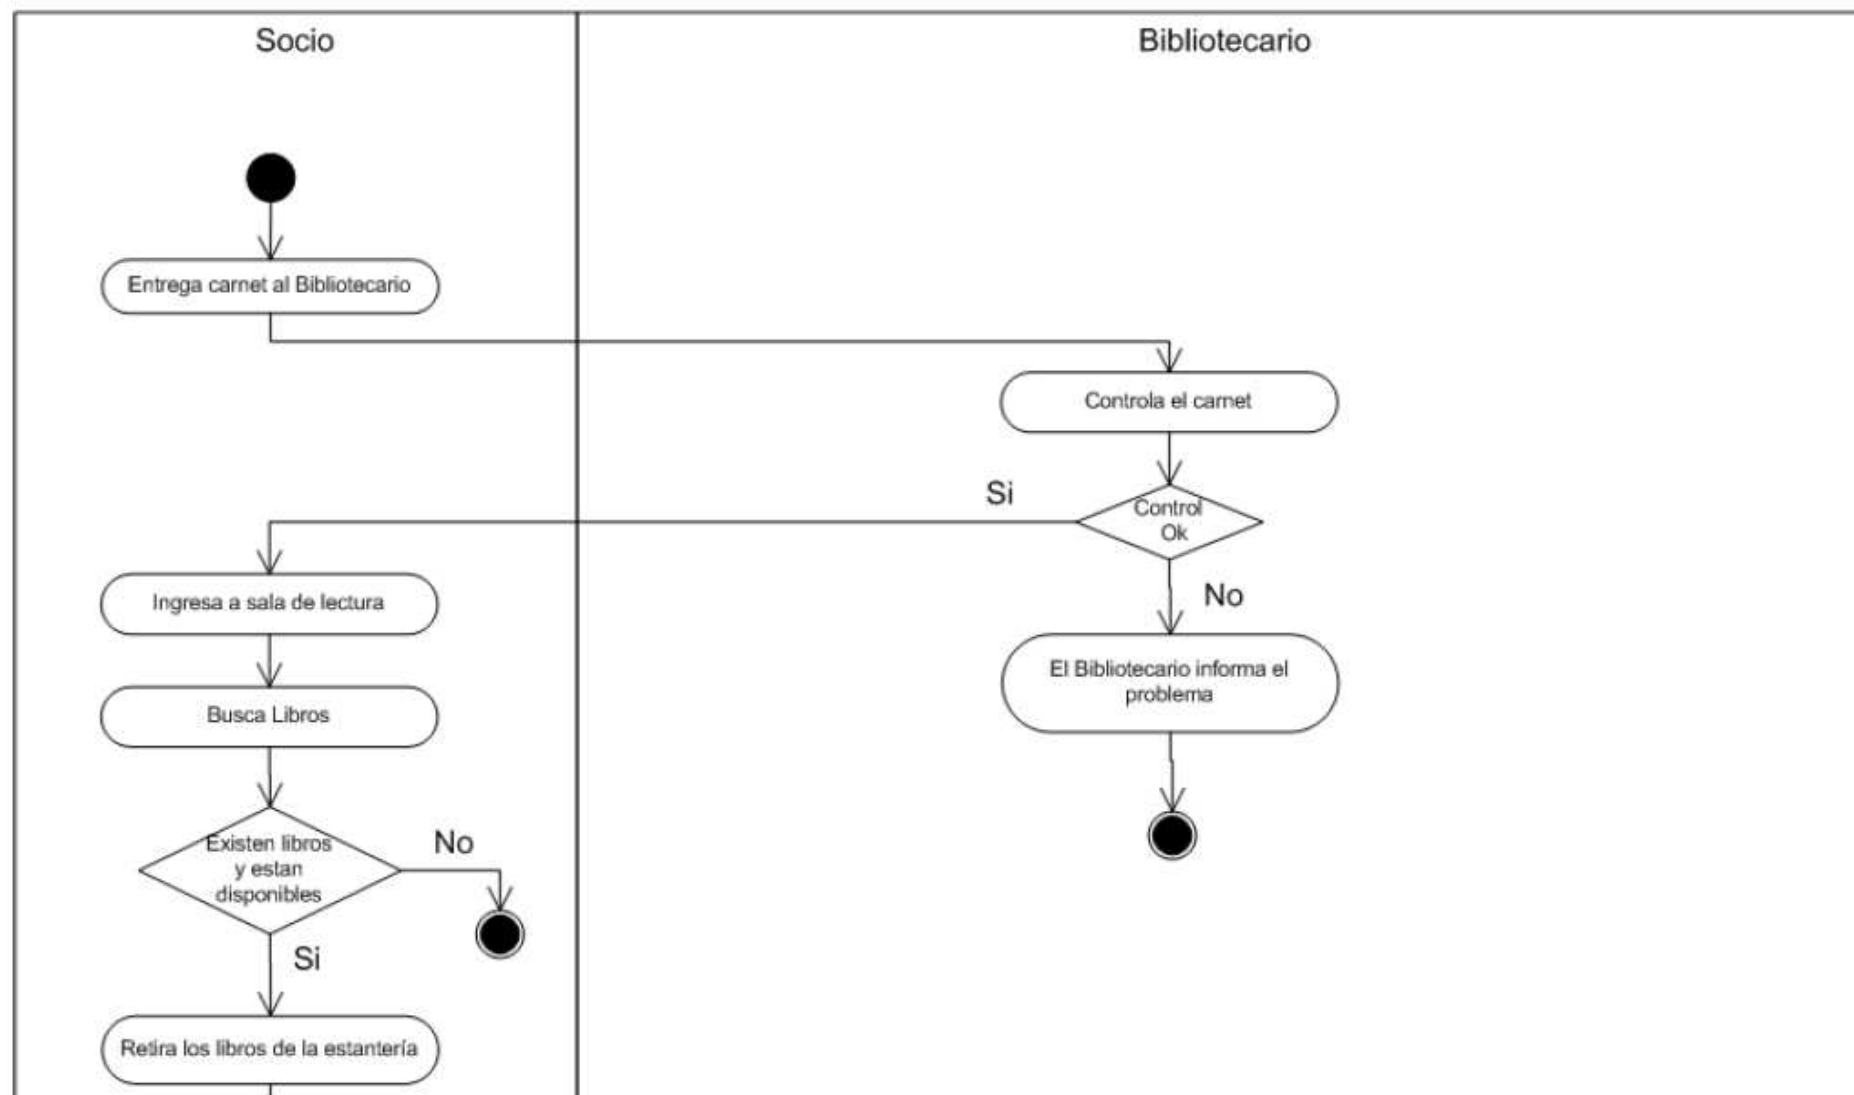 Socio
Bibliotecario
Entrega carnet al Bibliotecario
Controla el carnet
Si
Control
Ok
No
Ingresa a sala de lectura
El Bibliotecario informa el
problema
Busca Libros
Existen libros
y estan
disponibles
No
Si
Retira los libros de la estantería